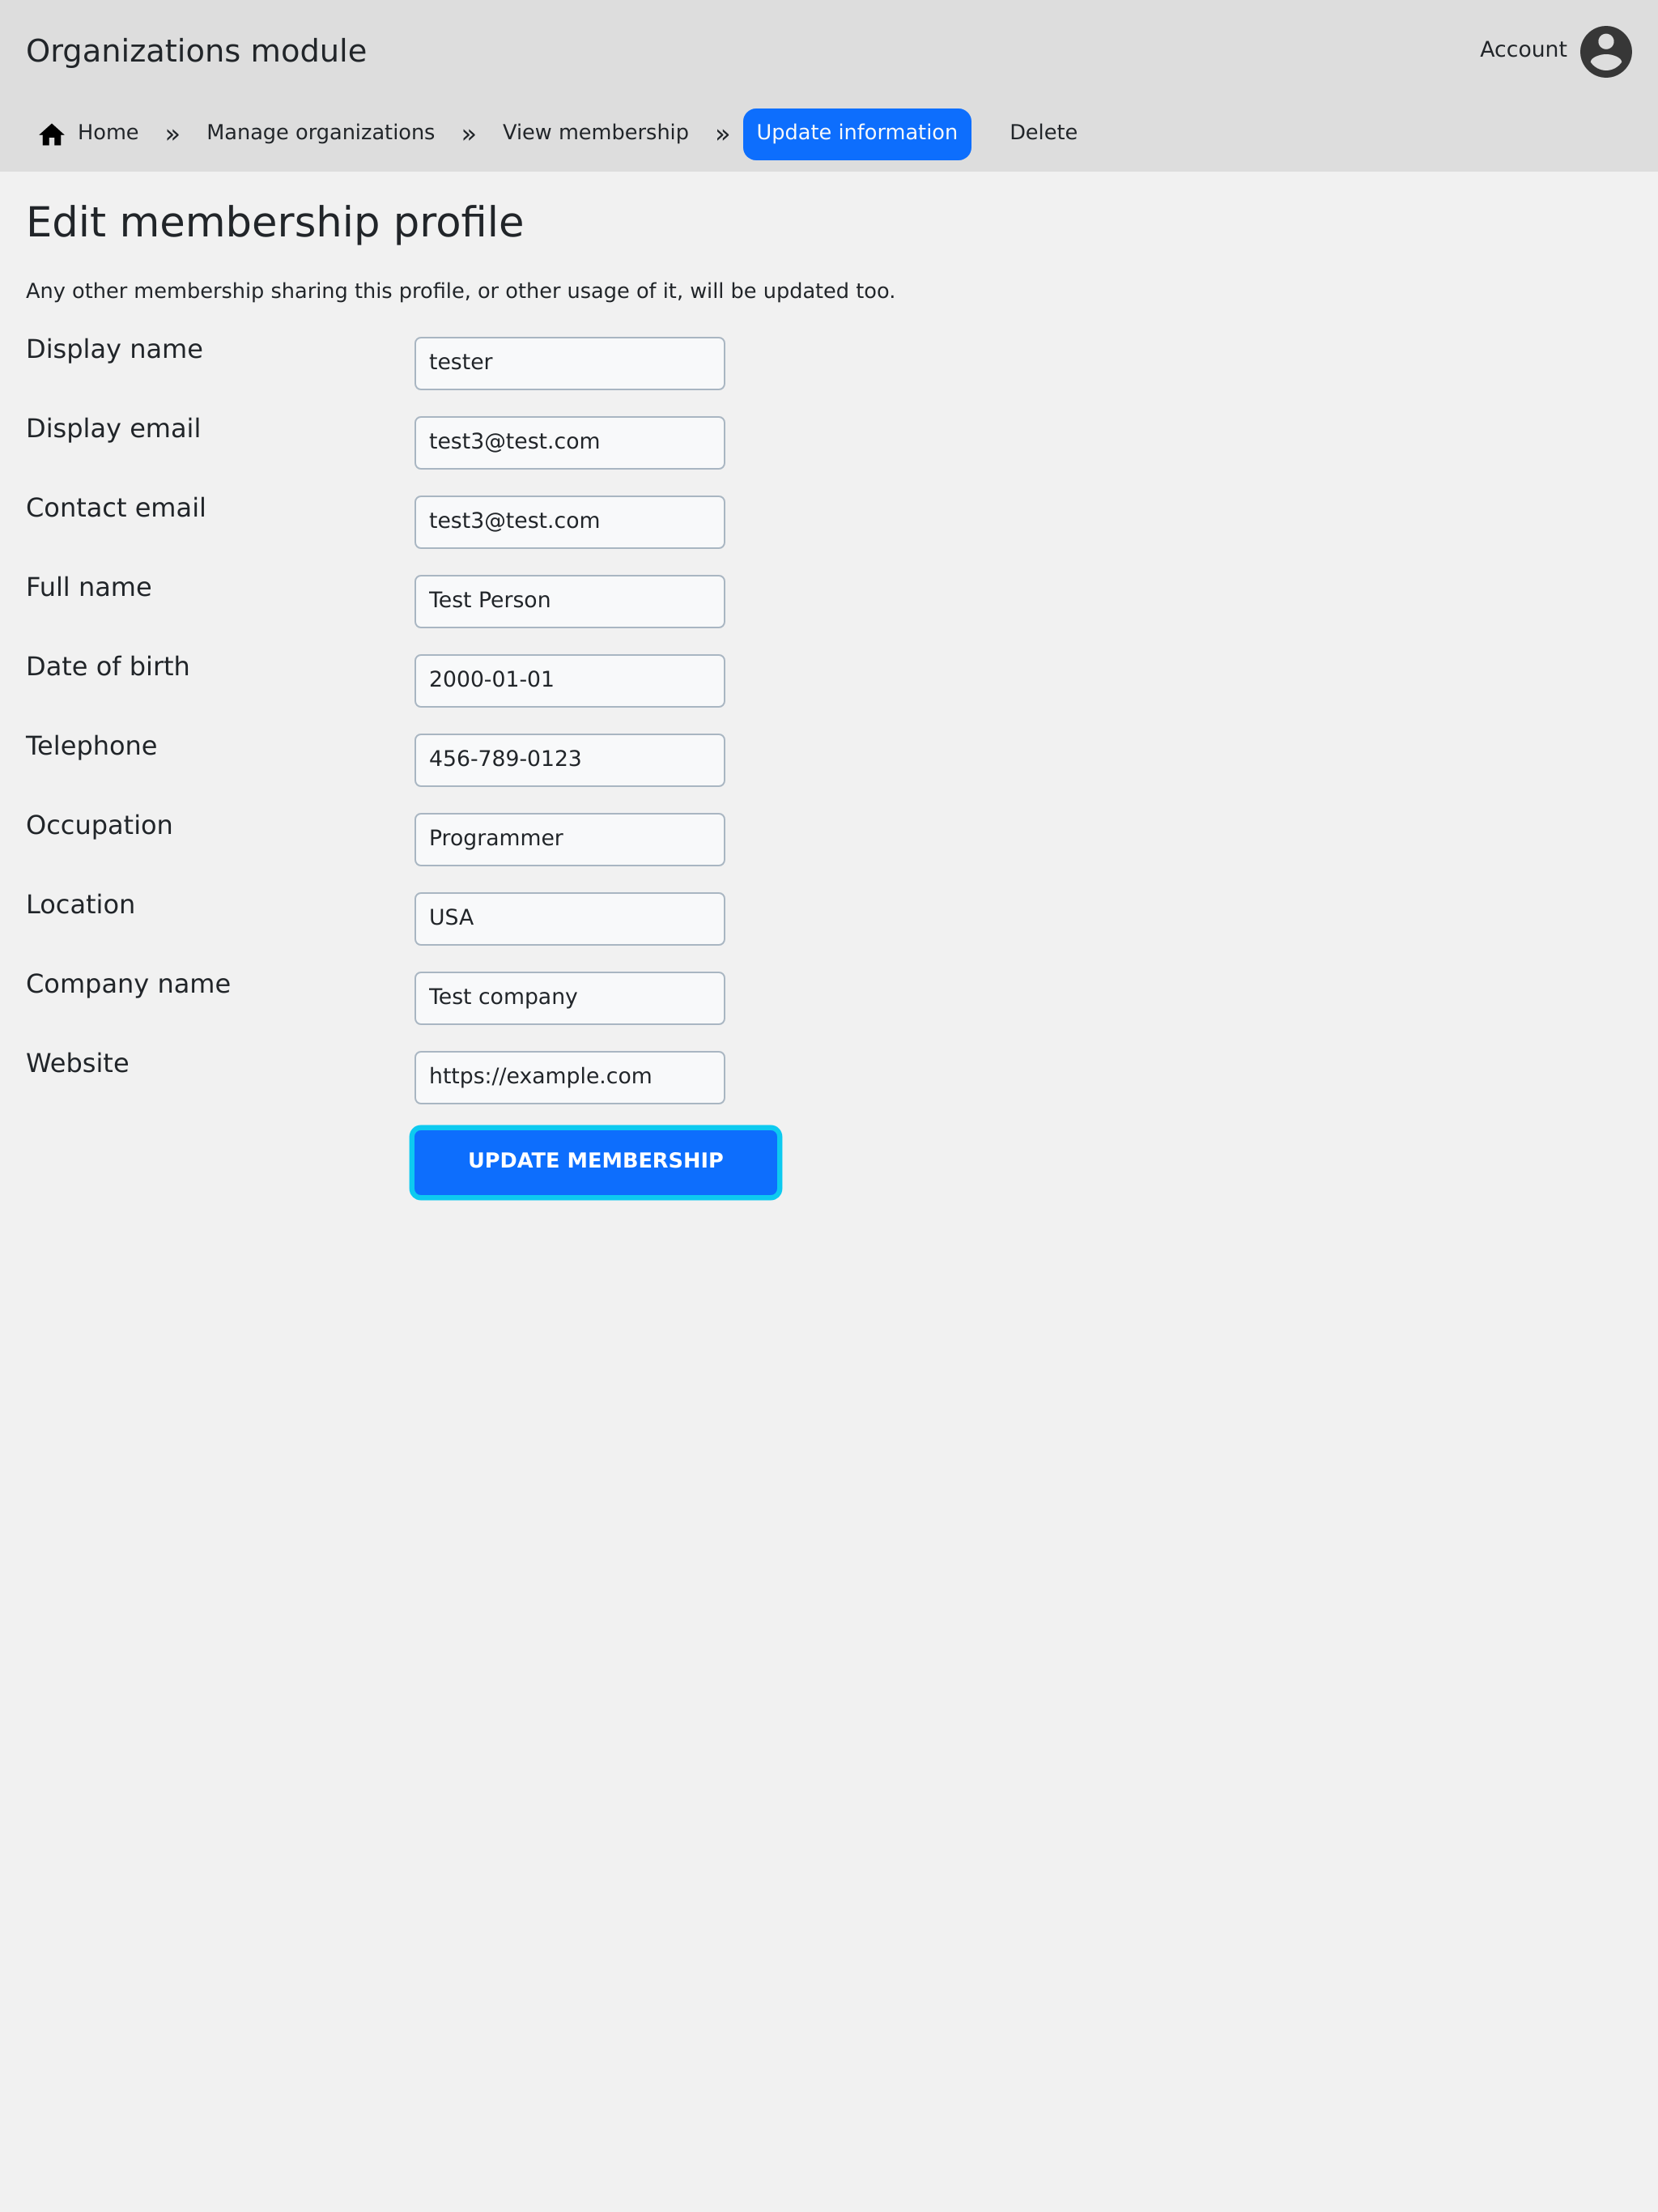 Organizations module
Account
Home » Manage organizations » View membership » Update information Delete
Edit membership profile
Any other membership sharing this profile, or other usage of it, will be updated too.
Display name tester
Display email test3@test.com
Contact email test3@test.com
Full name Test Person
Date of birth 2000-01-01
Telephone 456-789-0123
Occupation Programmer
Location USA
Company name Test company
Website https://example.com
UPDATE MEMBERSHIP